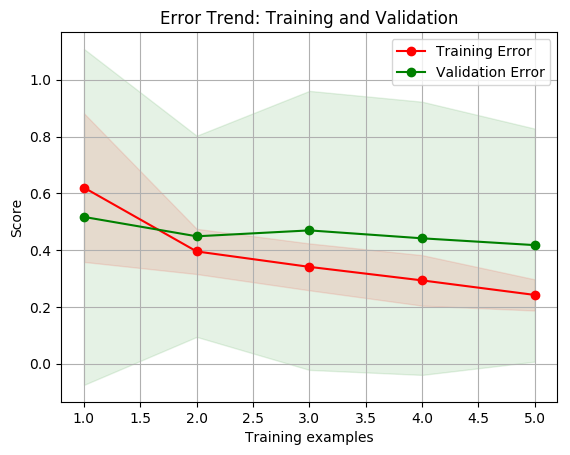 Error Trend: Training and Validation
Training Error
Validation Error
Score
1.0
0.8
0.6
0.4
0.2
0.0
1.0 1.5 2.0 2.5 3.0 3.5 4.0 4.5 5.0
Training examples